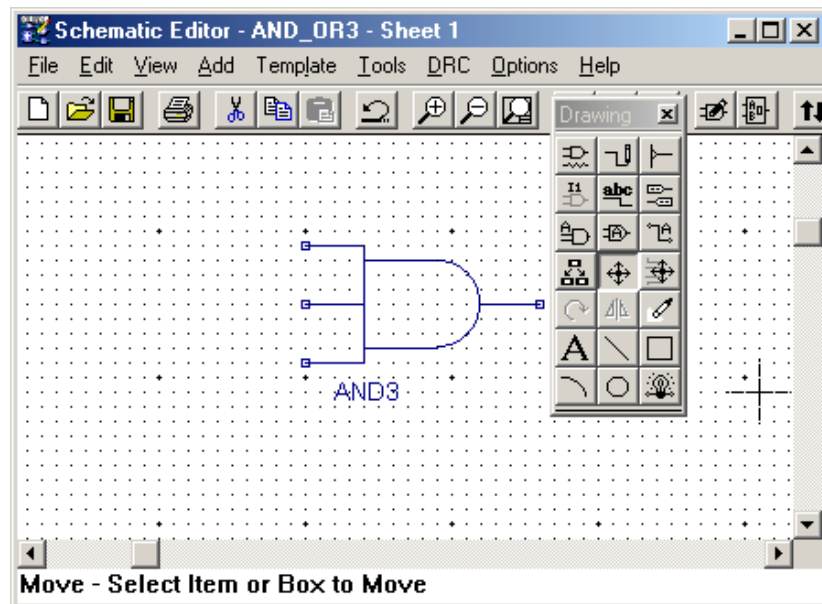 Schematic Editor - AND_OR3 - Sheet 1
File Edit View Add Template Tools DRC Options Help
Drawing
I1
abc
A
A
A
A
AND3
Move - Select Item or Box to Move